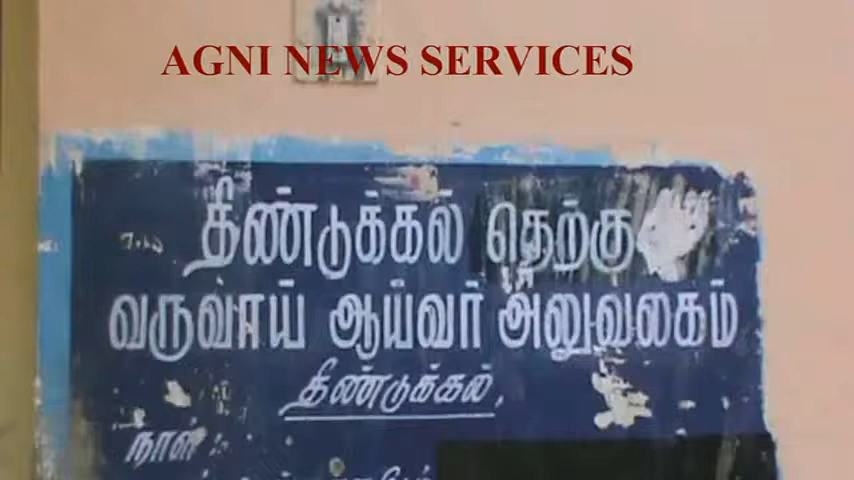 AGNI NEWS SERVICES
திண்டுக்கல் தெற்கு
வருவாய் ஆய்வர் அலுவலகம்
திண்டுக்கல்,
நாள்